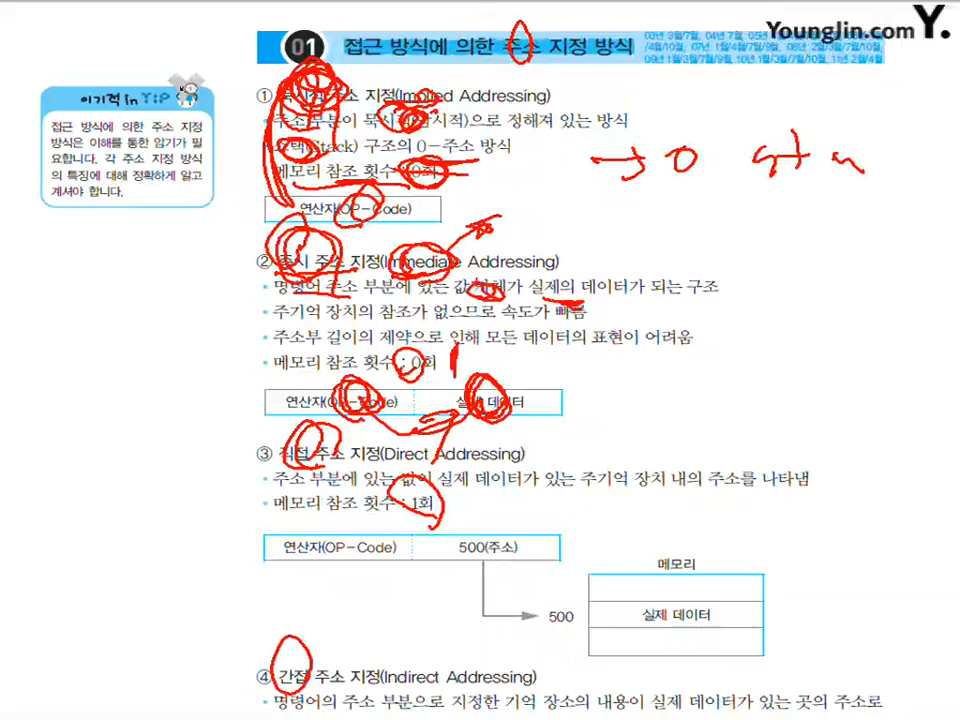 YoungJin.com Y.
01 접근 방식에 의한 주소 지정 방식
03년 3월/7월, 04년 7월, 05년
/4월/10월, 07년 1월/4월/7월/9월, 08년 2월/3월/7월/10월,
09년 1월/3월/7월/9월, 10년 1월/3월/7월/10월, 11년 2월/4월
이기적 in TIP
접근 방식에 의한 주소 지정
방식은 이해를 통한 암기가 필
요합니다. 각 주소 지정 방식
의 특징에 대해 정확하게 알고
계셔야 합니다.
① 묵시적 주소 지정(Implied Addressing)
• 주소 부분이 묵시적(암시적)으로 정해져 있는 방식
• 스택(Stack) 구조의 0-주소 방식
• 메모리 참조 횟수 : 0회
→ 0
연산자(OP-Code)
② 즉시 주소 지정(Immediate Addressing)
• 명령어 주소 부분에 있는 값 자체가 실제의 데이터가 되는 구조
• 주기억 장치의 참조가 없으므로 속도가 빠름
• 주소부 길이의 제약으로 인해 모든 데이터의 표현이 어려움
• 메모리 참조 횟수 : 0회
연산자(OP-Code) 실제 데이터
③ 직접 주소 지정(Direct Addressing)
• 주소 부분에 있는 값이 실제 데이터가 있는 주기억 장치 내의 주소를 나타냄
• 메모리 참조 횟수 : 1회
연산자(OP-Code) 500(주소)
메모리
500 실제 데이터
④ 간접 주소 지정(Indirect Addressing)
• 명령어의 주소 부분으로 지정한 기억 장소의 내용이 실제 데이터가 있는 곳의 주소로